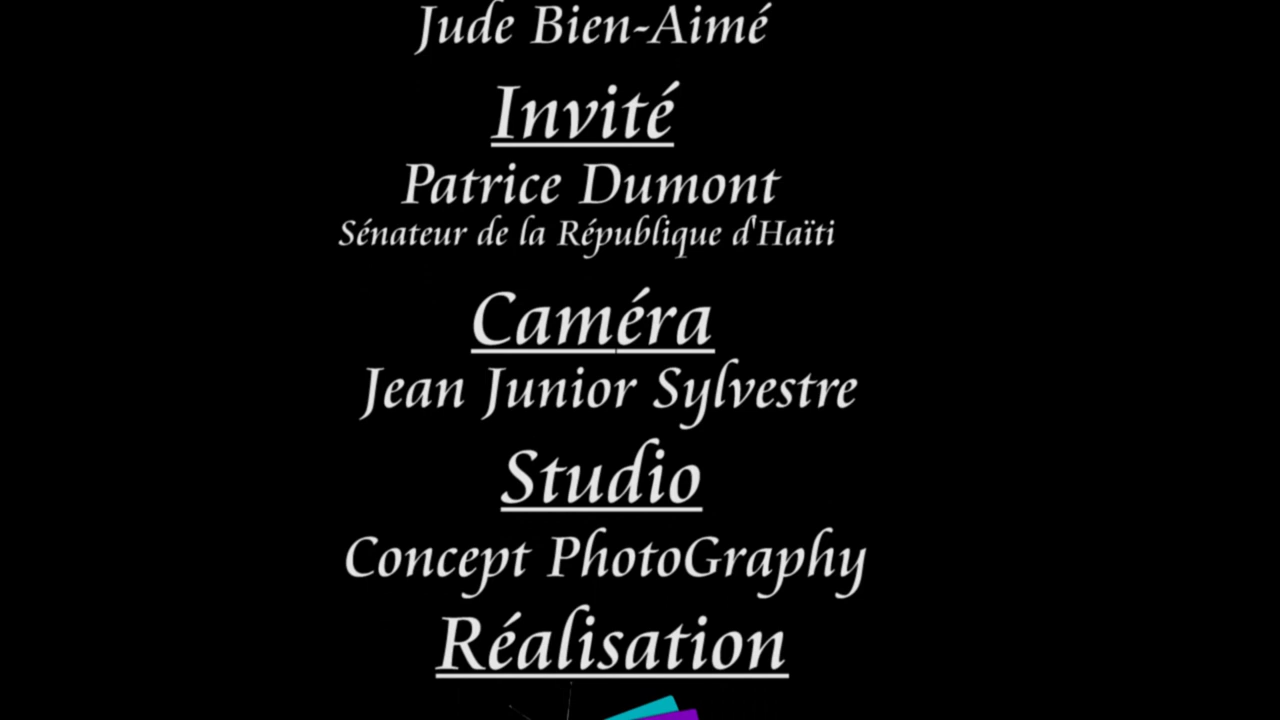 Jude Bien-Aimé
Invité
Patrice Dumont
Sénateur de la République d'Haïti
Caméra
Jean Junior Sylvestre
Studio
Concept PhotoGraphy
Réalisation